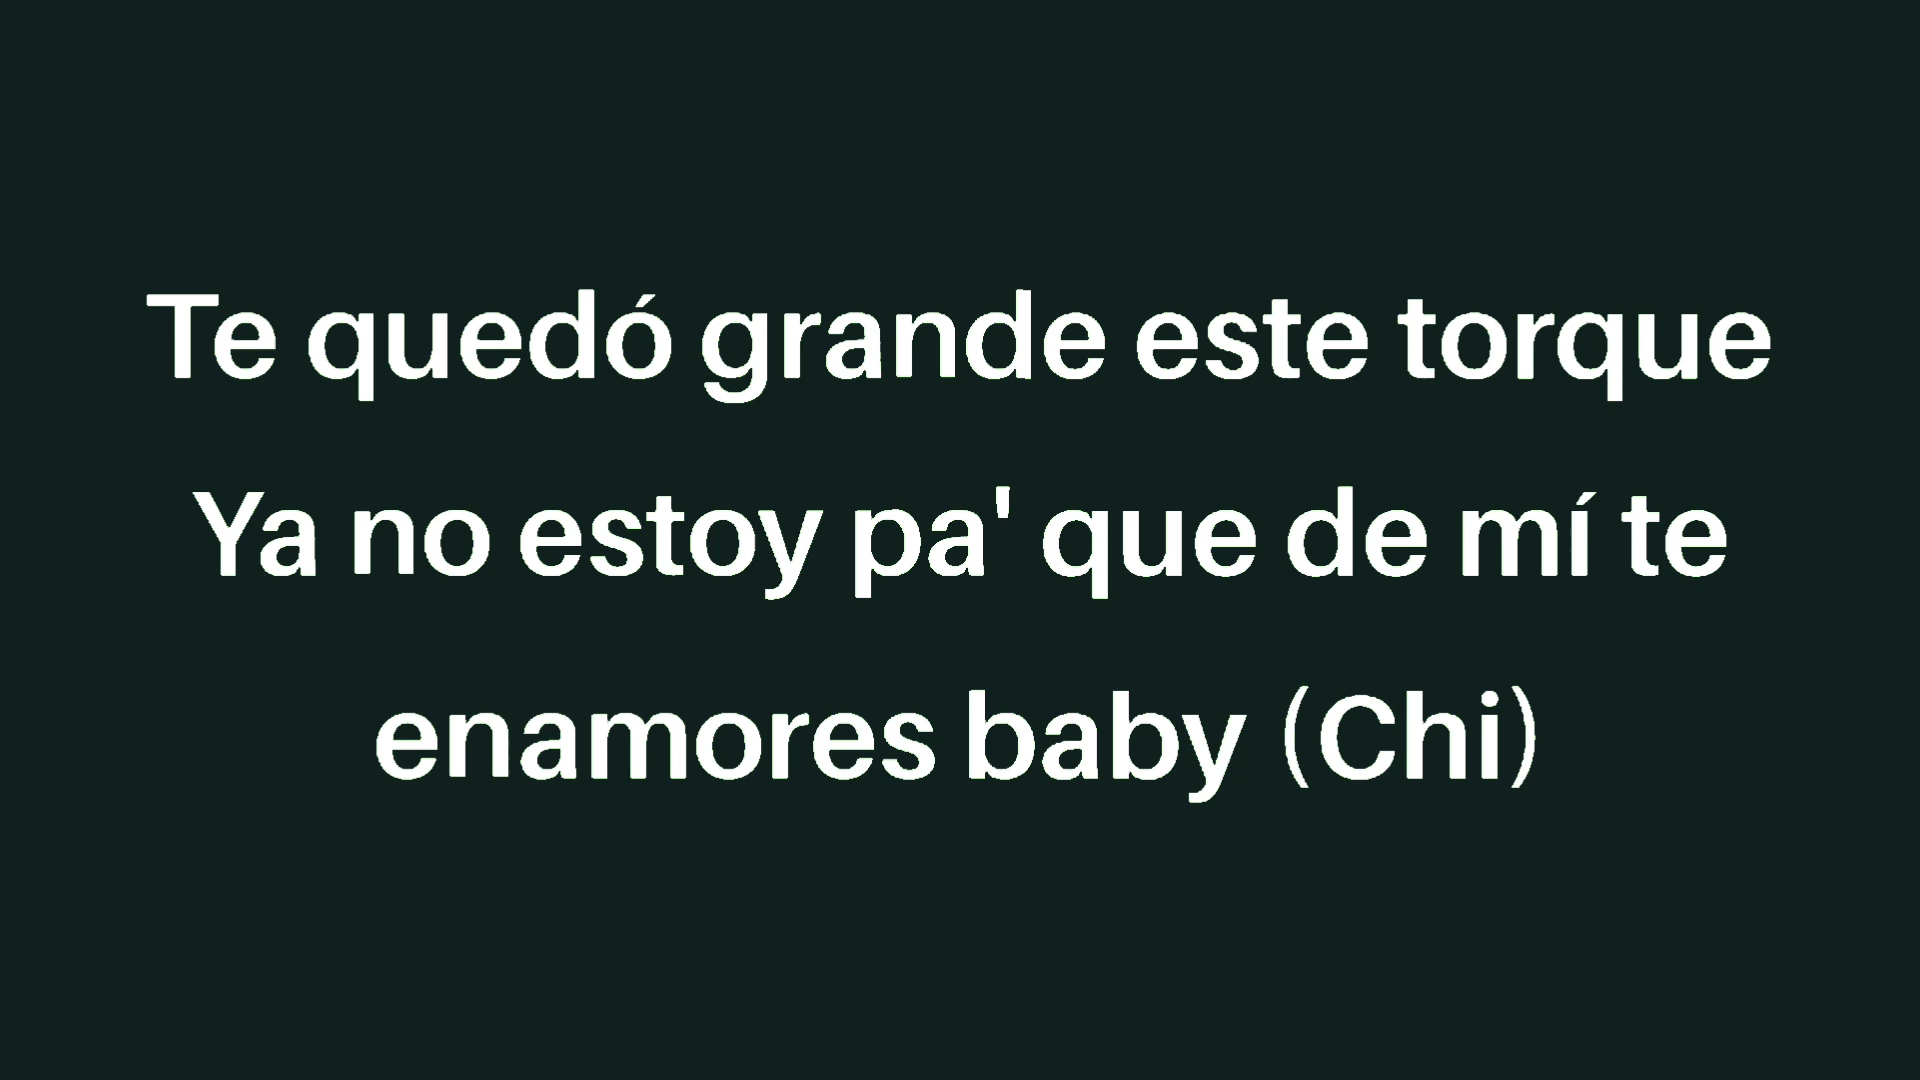 Te quedó grande este torque
Ya no estoy pa' que de mí te
enamores baby (Chi)